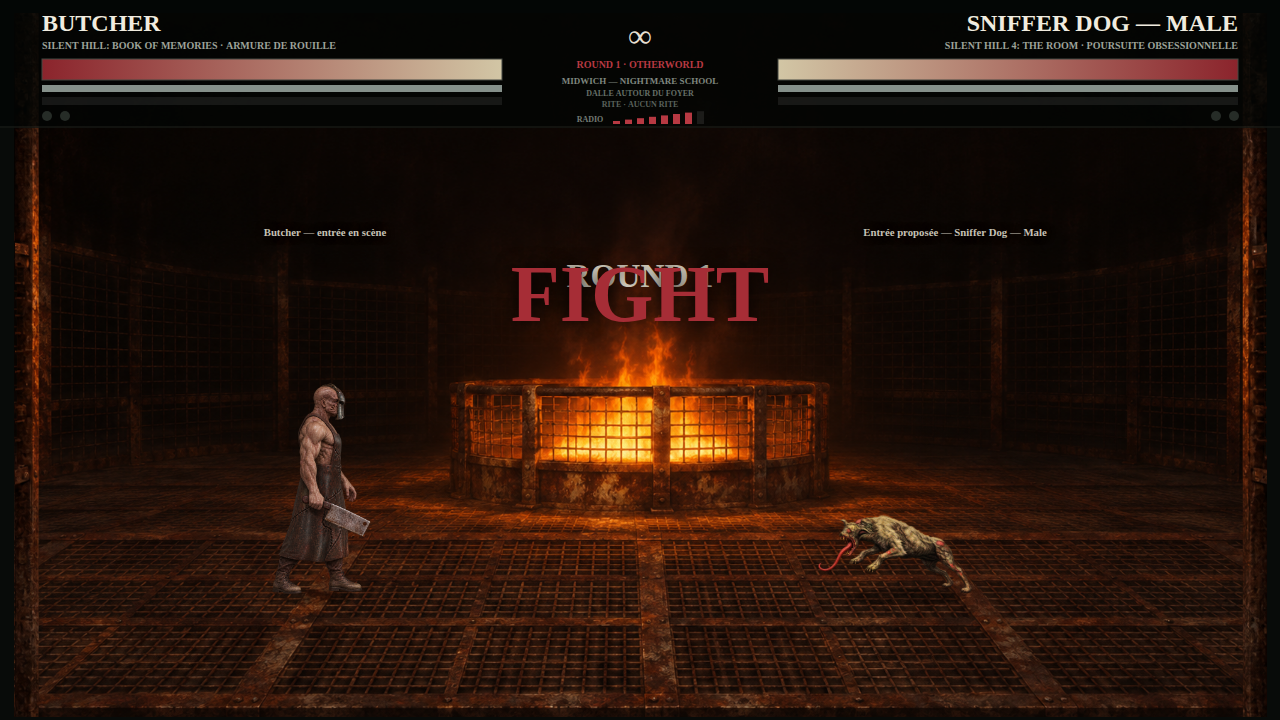 BUTCHER
SILENT HILL: BOOK OF MEMORIES · ARMURE DE ROUILLE
∞
ROUND 1 · OTHERWORLD
MIDWICH — NIGHTMARE SCHOOL
DALLE AUTOUR DU FOYER
RITE · AUCUN RITE
RADIO
SNIFFER DOG — MALE
SILENT HILL 4: THE ROOM · POURSUITE OBSESSIONNELLE
Butcher — entrée en scène
Entrée proposée — Sniffer Dog — Male
ROUND 1
FIGHT